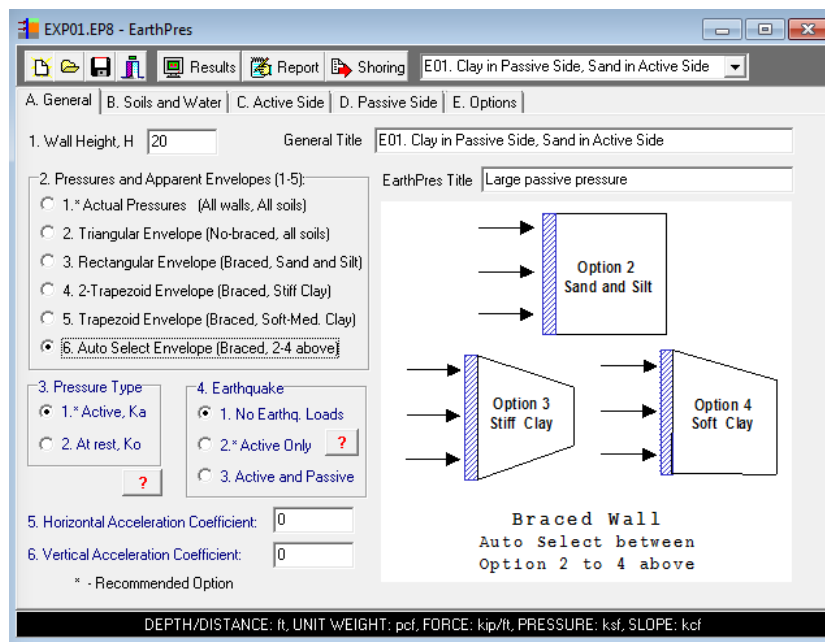 EXP01.EP8 - EarthPres
Results Report Shoring E01. Clay in Passive Side, Sand in Active Side
A. General B. Soils and Water C. Active Side D. Passive Side E. Options
1. Wall Height, H 20 General Title E01. Clay in Passive Side, Sand in Active Side
2. Pressures and Apparent Envelopes (1-5): EarthPres Title Large passive pressure
1.* Actual Pressures (All walls, All soils)
2. Triangular Envelope (No-braced, all soils)
3. Rectangular Envelope (Braced, Sand and Silt)
4. 2-Trapezoid Envelope (Braced, Stiff Clay)
5. Trapezoid Envelope (Braced, Soft-Med. Clay)
6. Auto Select Envelope (Braced, 2-4 above)
Option 2
Sand and Silt
Option 3
Stiff Clay
Option 4
Soft Clay
3. Pressure Type
1.* Active, Ka
2. At rest, Ko
?
4. Earthquake
1. No Earthq. Loads
2.* Active Only ?
3. Active and Passive
5. Horizontal Acceleration Coefficient: 0
6. Vertical Acceleration Coefficient: 0
* - Recommended Option
Braced Wall
Auto Select between
Option 2 to 4 above
DEPTH/DISTANCE: ft, UNIT WEIGHT: pcf, FORCE: kip/ft, PRESSURE: ksf, SLOPE: kcf